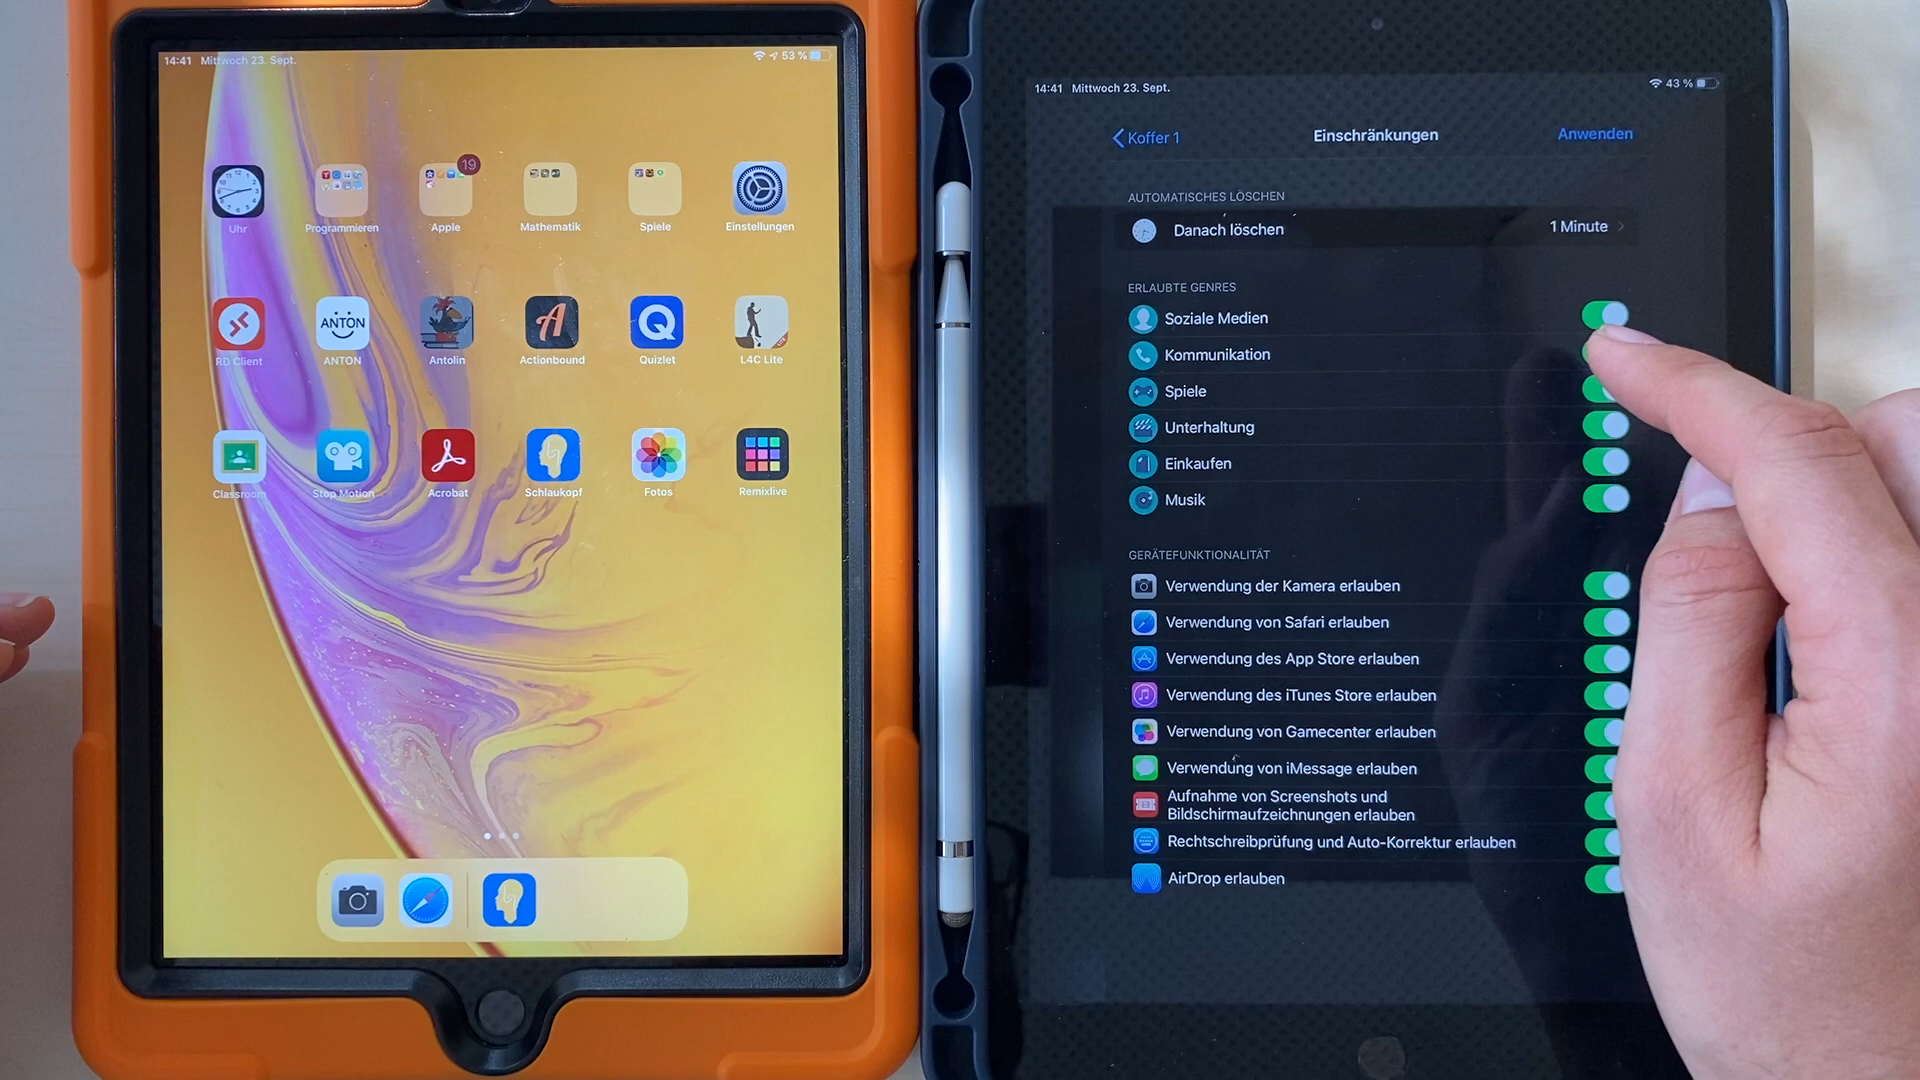 14:41 Mittwoch 23. Sept.
53 %
19
Uhr
Programmieren
Apple
Mathematik
Spiele
Einstellungen
ANTON
RD Client
ANTON
Antolin
Actionbound
Quizlet
L4C Lite
Classroom
Stop Motion
Acrobat
Schlaukopf
Fotos
Remixlive
14:41 Mittwoch 23. Sept.
43 %
Koffer 1
Einschränkungen
Anwenden
AUTOMATISCHES LÖSCHEN
Danach löschen
1 Minute
ERLAUBTE GENRES
Soziale Medien
Kommunikation
Spiele
Unterhaltung
Einkaufen
Musik
GERÄTEFUNKTIONALITÄT
Verwendung der Kamera erlauben
Verwendung von Safari erlauben
Verwendung des App Store erlauben
Verwendung des iTunes Store erlauben
Verwendung von Gamecenter erlauben
Verwendung von iMessage erlauben
Aufnahme von Screenshots und
Bildschirmaufzeichnungen erlauben
Rechtschreibprüfung und Auto-Korrektur erlauben
AirDrop erlauben